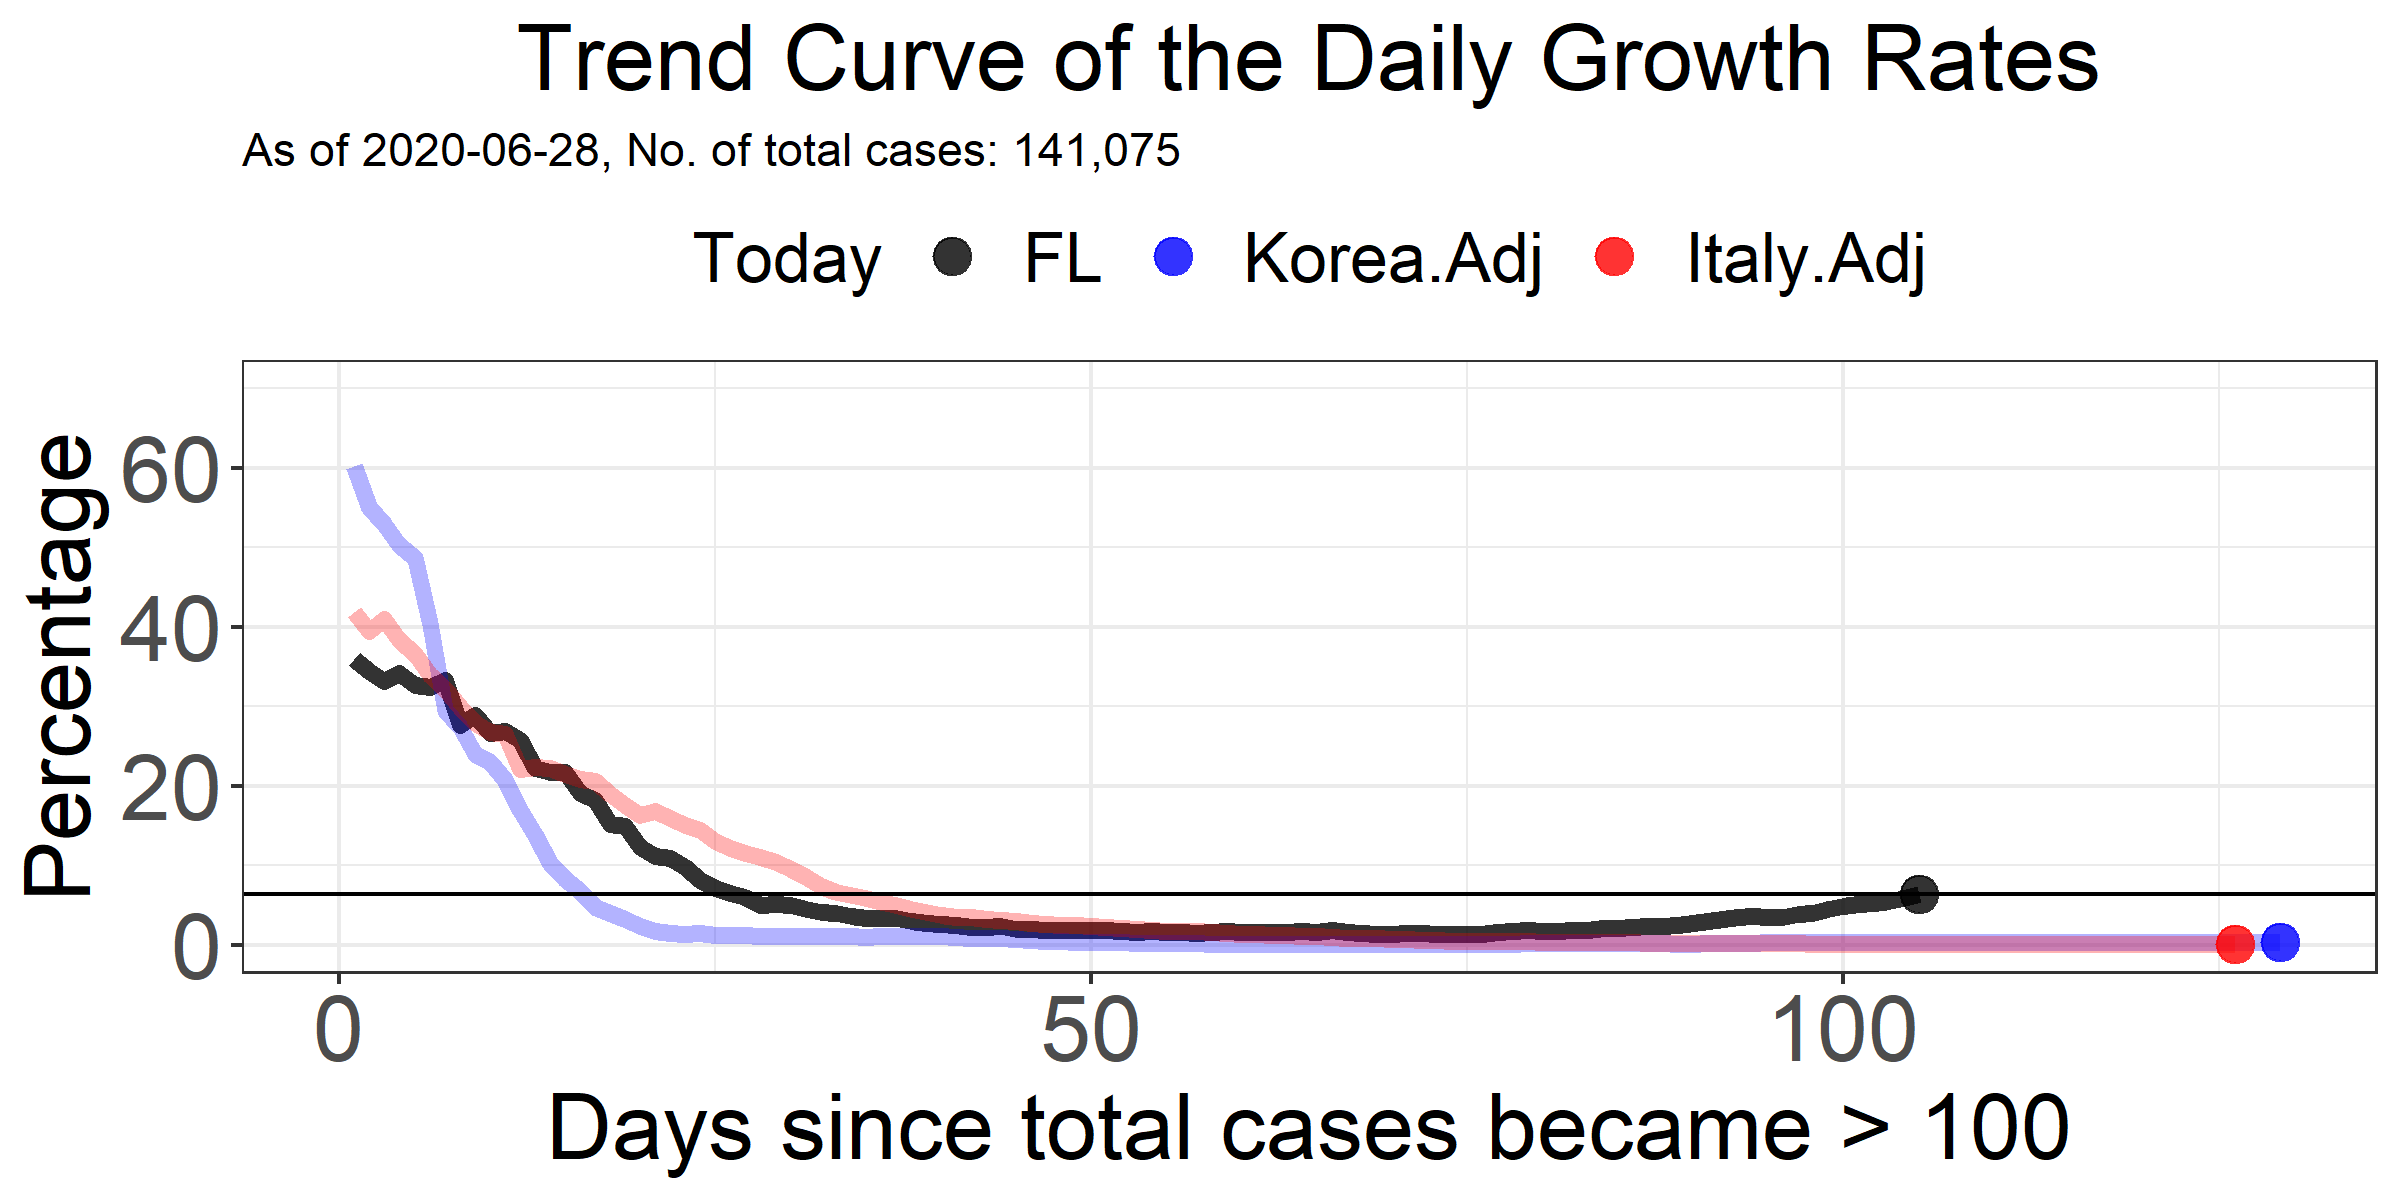 Trend Curve of the Daily Growth Rates
As of 2020-06-28, No. of total cases: 141,075
Today FL Korea.Adj Italy.Adj
Percentage
60
40
20
0
0 50 100
Days since total cases became > 100